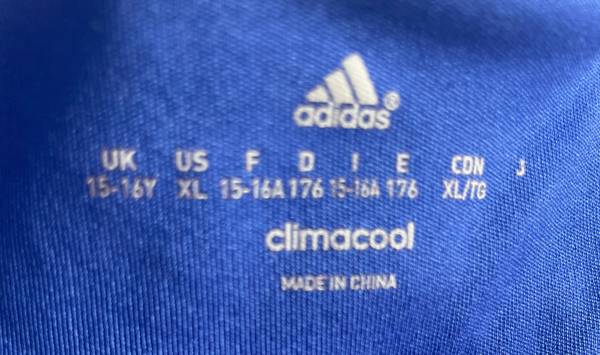 adidas®
UK US F D I E CDN J
15-16Y XL 15-16A 176 15-16A 176 XL/TG
climacool
MADE IN CHINA